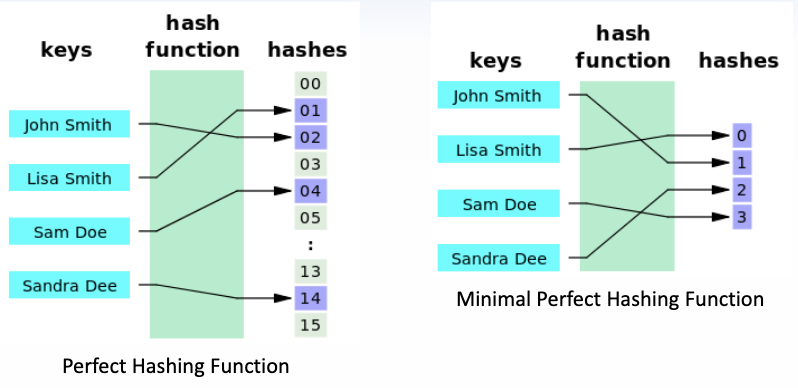 keys
hash
function
hashes
John Smith
Lisa Smith
Sam Doe
Sandra Dee
00
01
02
03
04
05
:
13
14
15
Perfect Hashing Function
keys
hash
function
hashes
John Smith
Lisa Smith
Sam Doe
Sandra Dee
0
1
2
3
Minimal Perfect Hashing Function